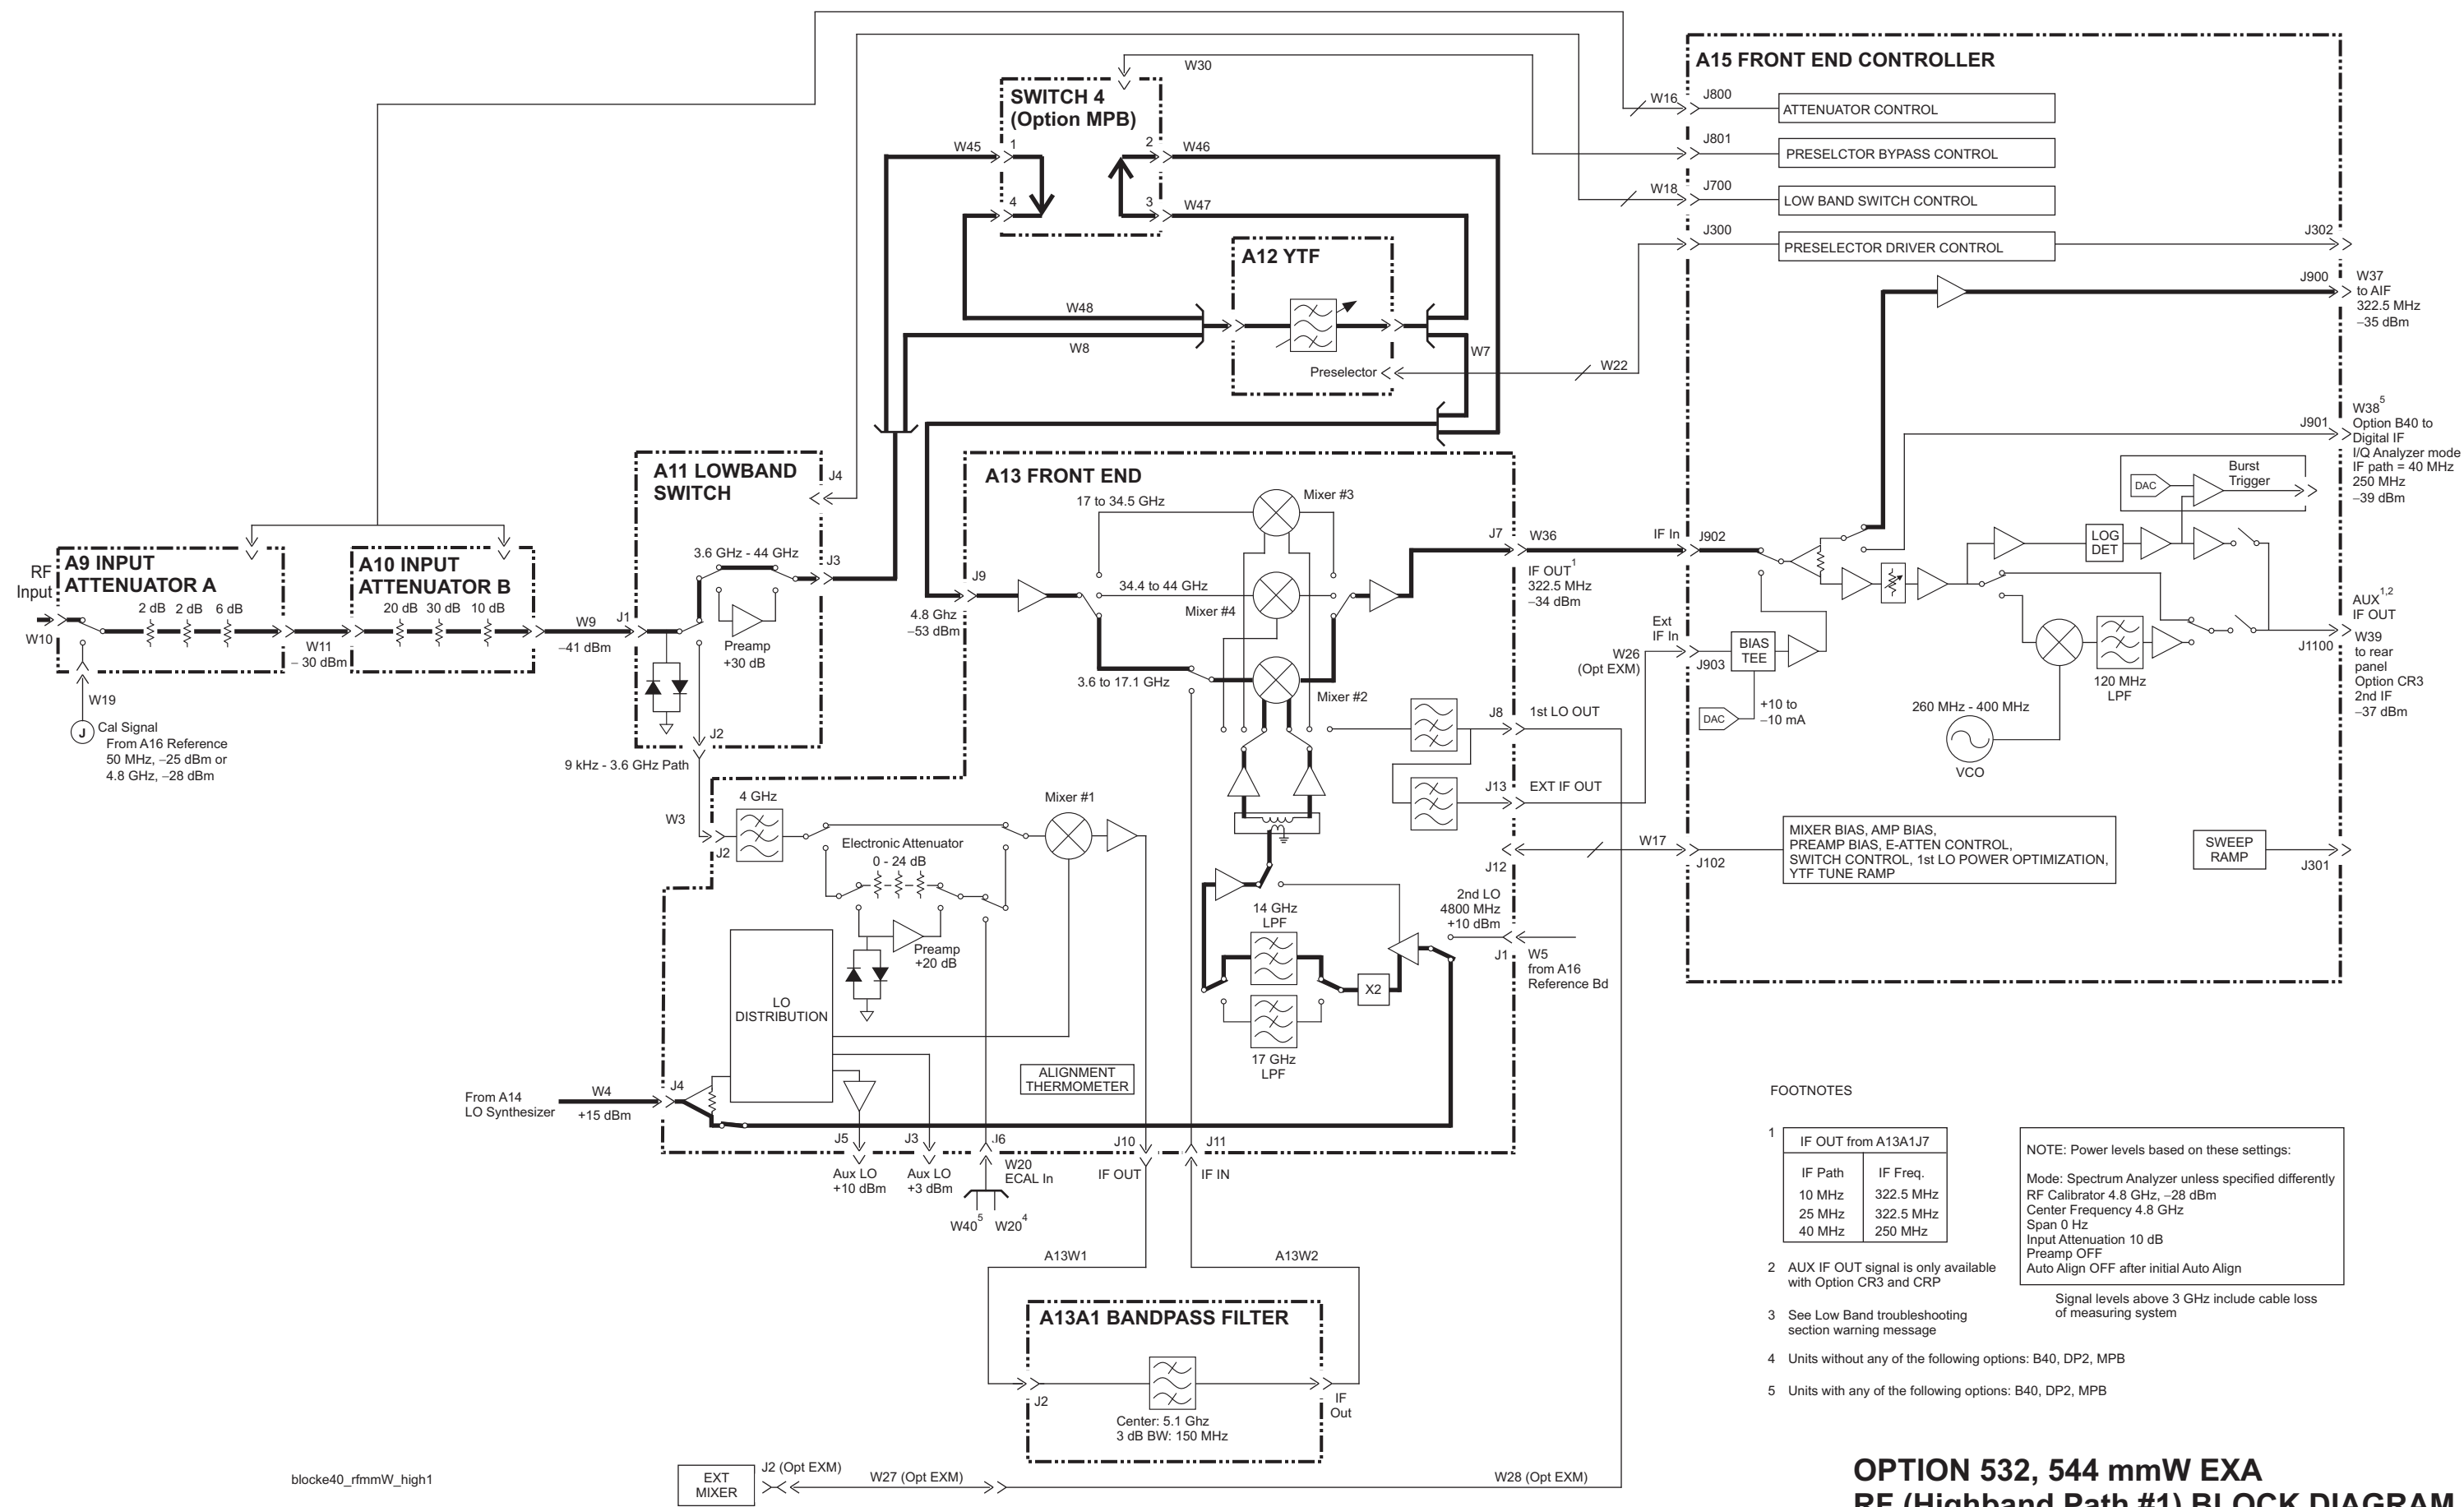 A15 FRONT END CONTROLLER
W30
SWITCH 4
(Option MPB)
W16
J800
ATTENUATOR CONTROL
W45
1
2
W46
J801
PRESELCTOR BYPASS CONTROL
W18
J700
LOW BAND SWITCH CONTROL
4
3
W47
J300
PRESELECTOR DRIVER CONTROL
J302
A12 YTF
J900
W37
to AIF
322.5 MHz
–35 dBm
W48
W8
W7
Preselector
W22
J901
W38⁵
Option B40 to
Digital IF
I/Q Analyzer mode
IF path = 40 MHz
250 MHz
–39 dBm
A11 LOWBAND
SWITCH
J4
A13 FRONT END
17 to 34.5 GHz
Mixer #3
DAC
Burst
Trigger
LOG
DET
3.6 GHz - 44 GHz
J3
Preamp
+30 dB
J7
W36
IF OUT¹
322.5 MHz
–34 dBm
IF In
J902
RF
Input
A9 INPUT
ATTENUATOR A
2 dB
2 dB
6 dB
A10 INPUT
ATTENUATOR B
20 dB
30 dB
10 dB
W10
W11
– 30 dBm
W9
–41 dBm
J1
J9
4.8 Ghz
–53 dBm
34.4 to 44 GHz
Mixer #4
3.6 to 17.1 GHz
Mixer #2
Ext
IF In
W26
(Opt EXM)
J903
BIAS
TEE
DAC
+10 to
–10 mA
120 MHz
LPF
260 MHz - 400 MHz
VCO
AUX¹,²
IF OUT
J1100
W39
to rear
panel
Option CR3
2nd IF
–37 dBm
W19
J
Cal Signal
From A16 Reference
50 MHz, –25 dBm or
4.8 GHz, –28 dBm
J2
9 kHz - 3.6 GHz Path
J8
1st LO OUT
J13
EXT IF OUT
W3
J2
4 GHz
Mixer #1
Electronic Attenuator
0 - 24 dB
Preamp
+20 dB
J12
W17
J102
MIXER BIAS, AMP BIAS,
PREAMP BIAS, E-ATTEN CONTROL,
SWITCH CONTROL, 1st LO POWER OPTIMIZATION,
YTF TUNE RAMP
SWEEP
RAMP
J301
14 GHz
LPF
2nd LO
4800 MHz
+10 dBm
J1
W5
from A16
Reference Bd
X2
17 GHz
LPF
LO
DISTRIBUTION
ALIGNMENT
THERMOMETER
From A14
LO Synthesizer
W4
+15 dBm
J4
J5
Aux LO
+10 dBm
J3
Aux LO
+3 dBm
J6
W20
ECAL In
W40⁵
W20⁴
J10
IF OUT
J11
IF IN
A13W1
A13W2
A13A1 BANDPASS FILTER
J2
Center: 5.1 Ghz
3 dB BW: 150 MHz
IF
Out
EXT
MIXER
J2 (Opt EXM)
W27 (Opt EXM)
W28 (Opt EXM)
blocke40_rfmmW_high1
FOOTNOTES
1
IF OUT from A13A1J7
IF Path
IF Freq.
10 MHz
322.5 MHz
25 MHz
322.5 MHz
40 MHz
250 MHz
2 AUX IF OUT signal is only available
with Option CR3 and CRP
3 See Low Band troubleshooting
section warning message
4 Units without any of the following options: B40, DP2, MPB
5 Units with any of the following options: B40, DP2, MPB
NOTE: Power levels based on these settings:
Mode: Spectrum Analyzer unless specified differently
RF Calibrator 4.8 GHz, –28 dBm
Center Frequency 4.8 GHz
Span 0 Hz
Input Attenuation 10 dB
Preamp OFF
Auto Align OFF after initial Auto Align
Signal levels above 3 GHz include cable loss
of measuring system
OPTION 532, 544 mmW EXA
RF (Highband Path #1) BLOCK DIAGRAM